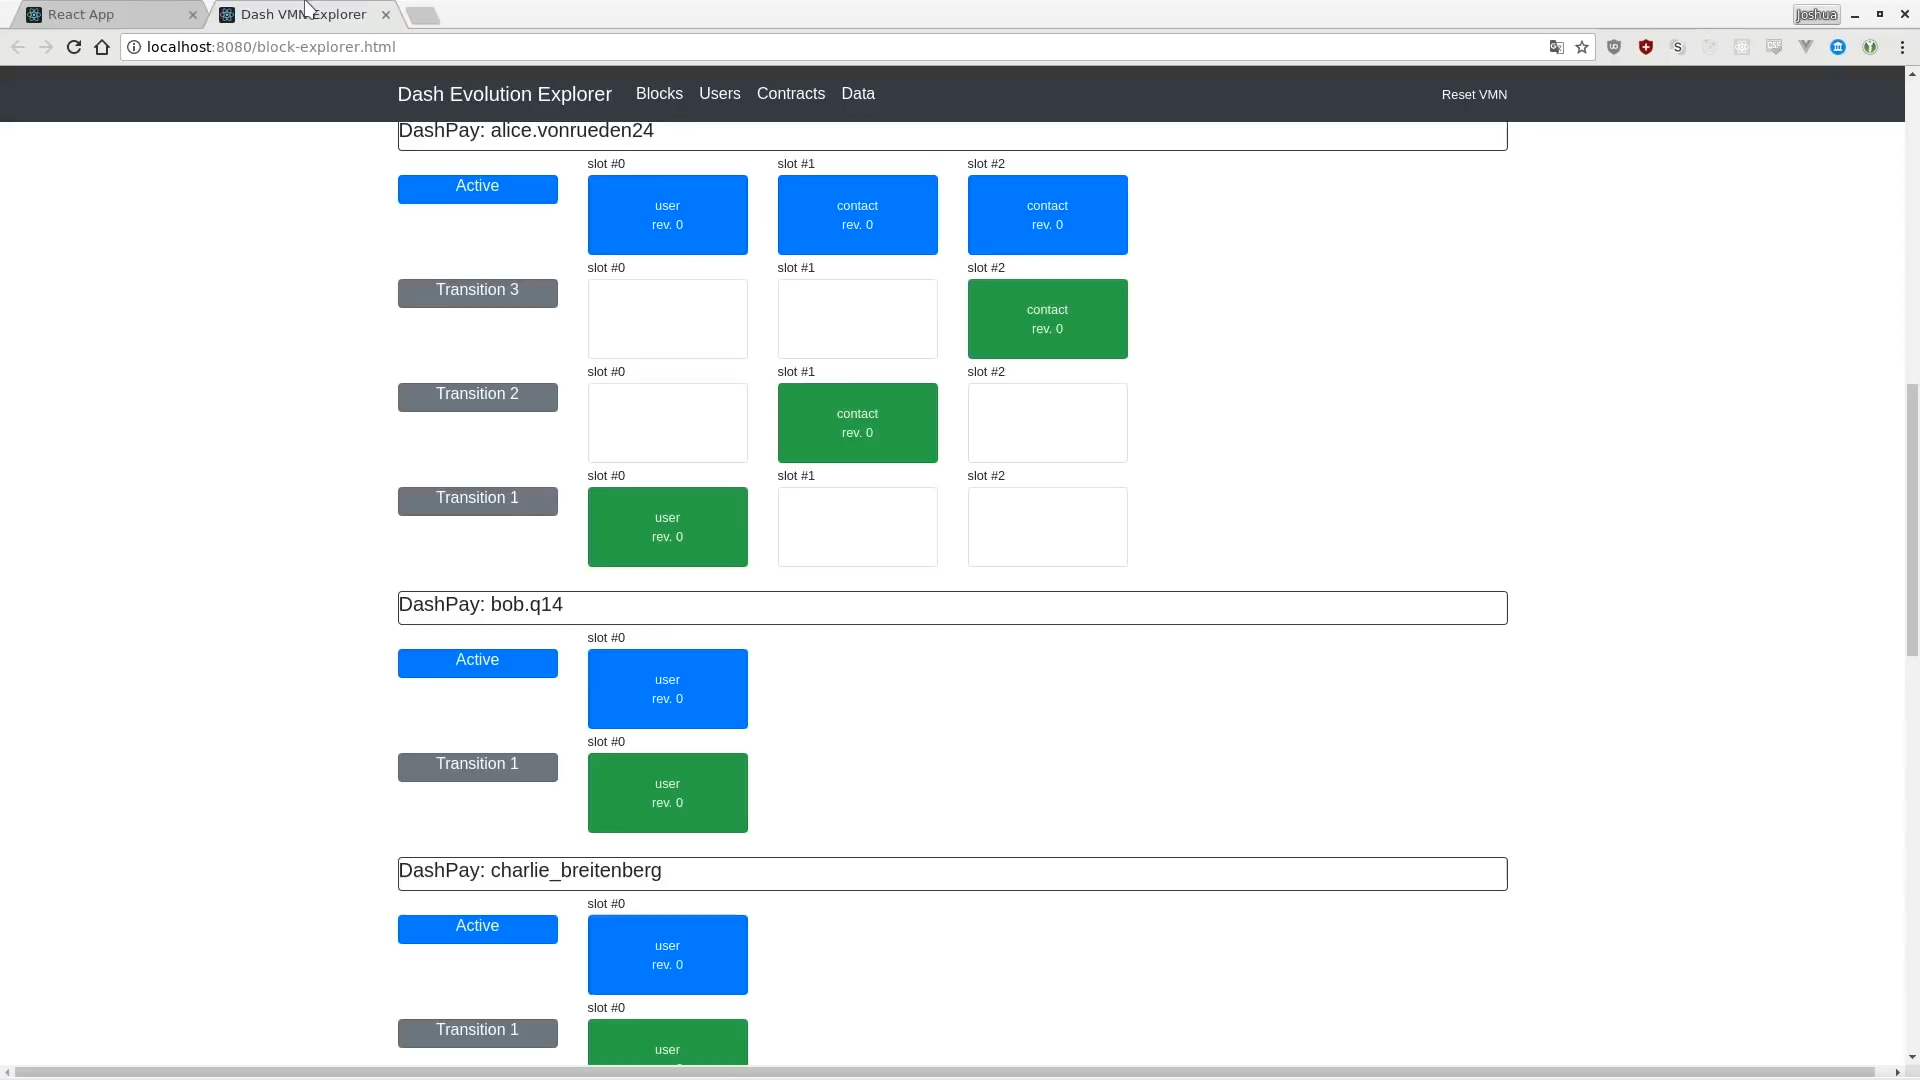 React App
Dash VMN Explorer
Joshua
localhost:8080/block-explorer.html
Dash Evolution Explorer
Blocks
Users
Contracts
Data
Reset VMN
DashPay: alice.vonrueden24
slot #0
slot #1
slot #2
Active
user
rev. 0
contact
rev. 0
contact
rev. 0
slot #0
slot #1
slot #2
Transition 3
contact
rev. 0
slot #0
slot #1
slot #2
Transition 2
contact
rev. 0
slot #0
slot #1
slot #2
Transition 1
user
rev. 0
DashPay: bob.q14
slot #0
Active
user
rev. 0
slot #0
Transition 1
user
rev. 0
DashPay: charlie_breitenberg
slot #0
Active
user
rev. 0
slot #0
Transition 1
user